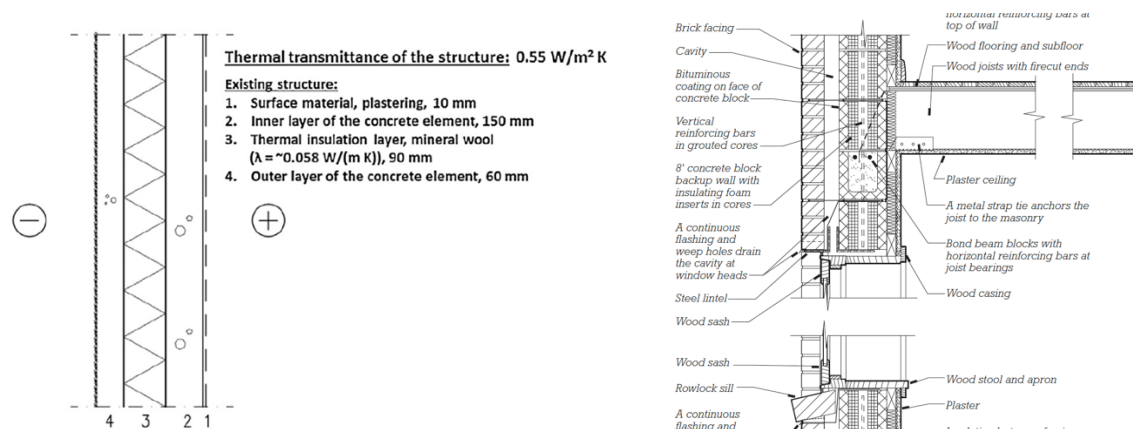 Thermal transmittance of the structure: 0.55 W/m² K
Existing structure:
1. Surface material, plastering, 10 mm
2. Inner layer of the concrete element, 150 mm
3. Thermal insulation layer, mineral wool
(λ = ~0.058 W/(m K)), 90 mm
4. Outer layer of the concrete element, 60 mm
4 3 2 1
Brick facing
Cavity
Bituminous
coating on face of
concrete block
Vertical
reinforcing bars
in grouted cores
8' concrete block
backup wall with
insulating foam
inserts in cores
A continuous
flashing and
weep holes drain
the cavity at
window heads
Steel lintel
Wood sash
Wood sash
Rowlock sill
A continuous
flashing and
horizontal reinforcing bars at
top of wall
Wood flooring and subfloor
Wood joists with firecut ends
Plaster ceiling
A metal strap tie anchors the
joist to the masonry
Bond beam blocks with
horizontal reinforcing bars at
joist bearings
Wood casing
Wood stool and apron
Plaster